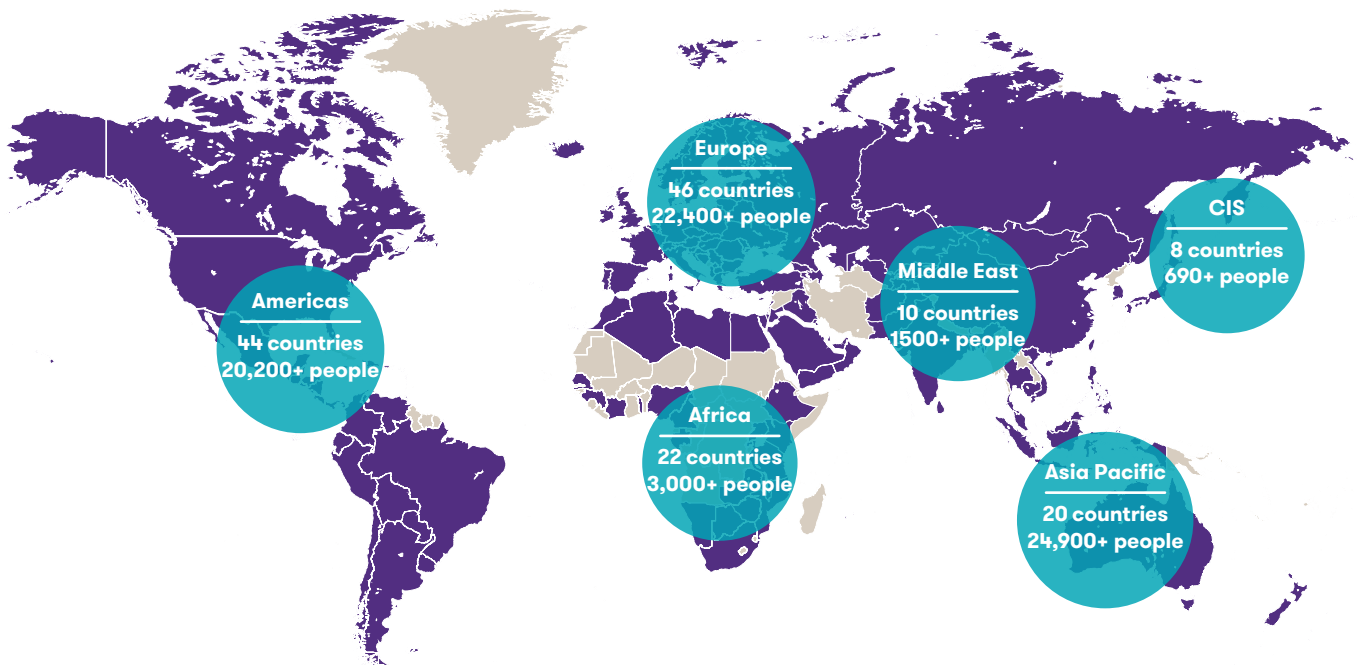 Europe
46 countries
22,400+ people
CIS
8 countries
690+ people
Middle East
10 countries
1500+ people
Americas
44 countries
20,200+ people
Africa
22 countries
3,000+ people
Asia Pacific
20 countries
24,900+ people